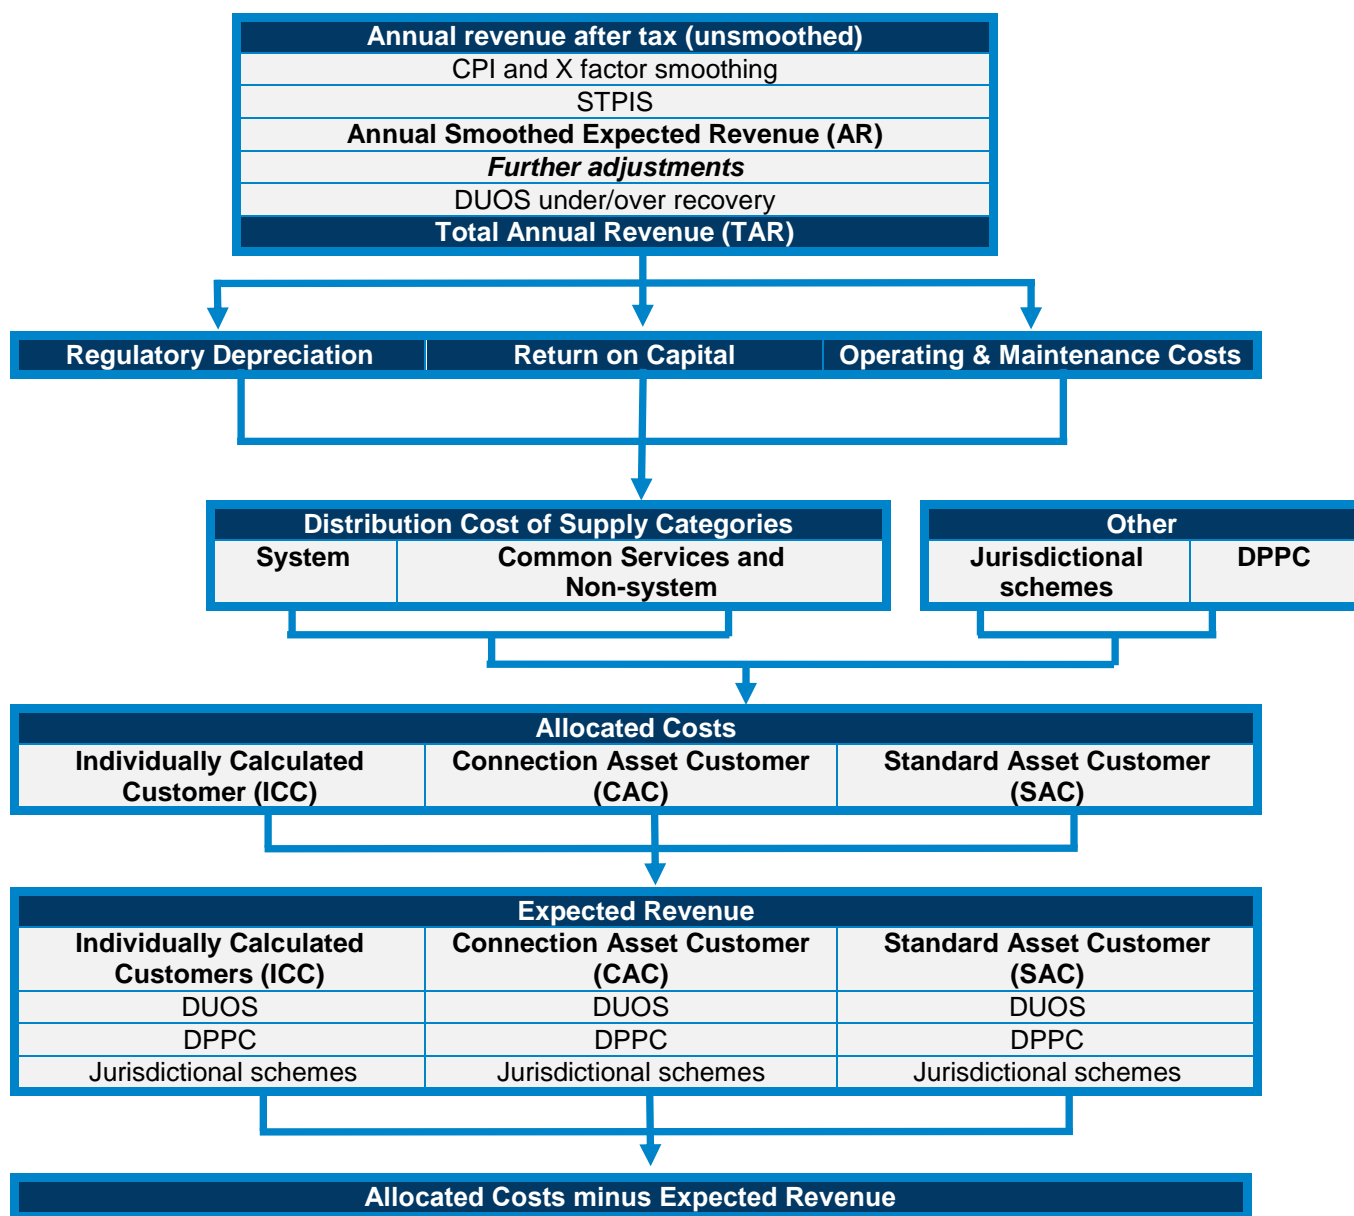 Annual revenue after tax (unsmoothed)
CPI and X factor smoothing
STPIS
Annual Smoothed Expected Revenue (AR)
Further adjustments
DUOS under/over recovery
Total Annual Revenue (TAR)
Regulatory Depreciation
Return on Capital
Operating & Maintenance Costs
Distribution Cost of Supply Categories
System
Common Services and
Non-system
Other
Jurisdictional
schemes
DPPC
Allocated Costs
Individually Calculated
Customer (ICC)
Connection Asset Customer
(CAC)
Standard Asset Customer
(SAC)
Expected Revenue
Individually Calculated
Customers (ICC)
Connection Asset Customer
(CAC)
Standard Asset Customer
(SAC)
DUOS
DUOS
DUOS
DPPC
DPPC
DPPC
Jurisdictional schemes
Jurisdictional schemes
Jurisdictional schemes
Allocated Costs minus Expected Revenue